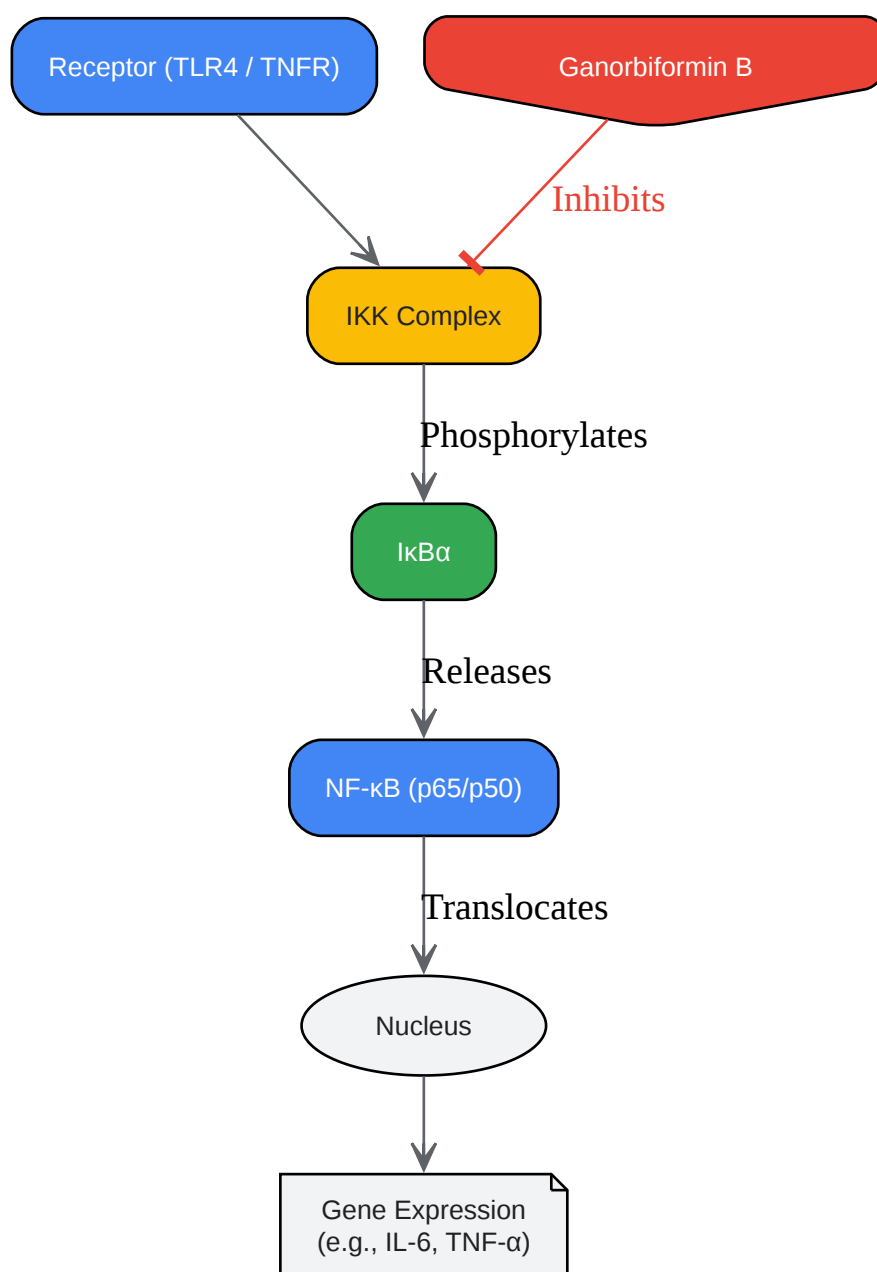 Receptor (TLR4 / TNFR)
Ganorbiformin B
Inhibits
IKK Complex
Phosphorylates
IκBα
Releases
NF-κB (p65/p50)
Translocates
Nucleus
Gene Expression
(e.g., IL-6, TNF-α)